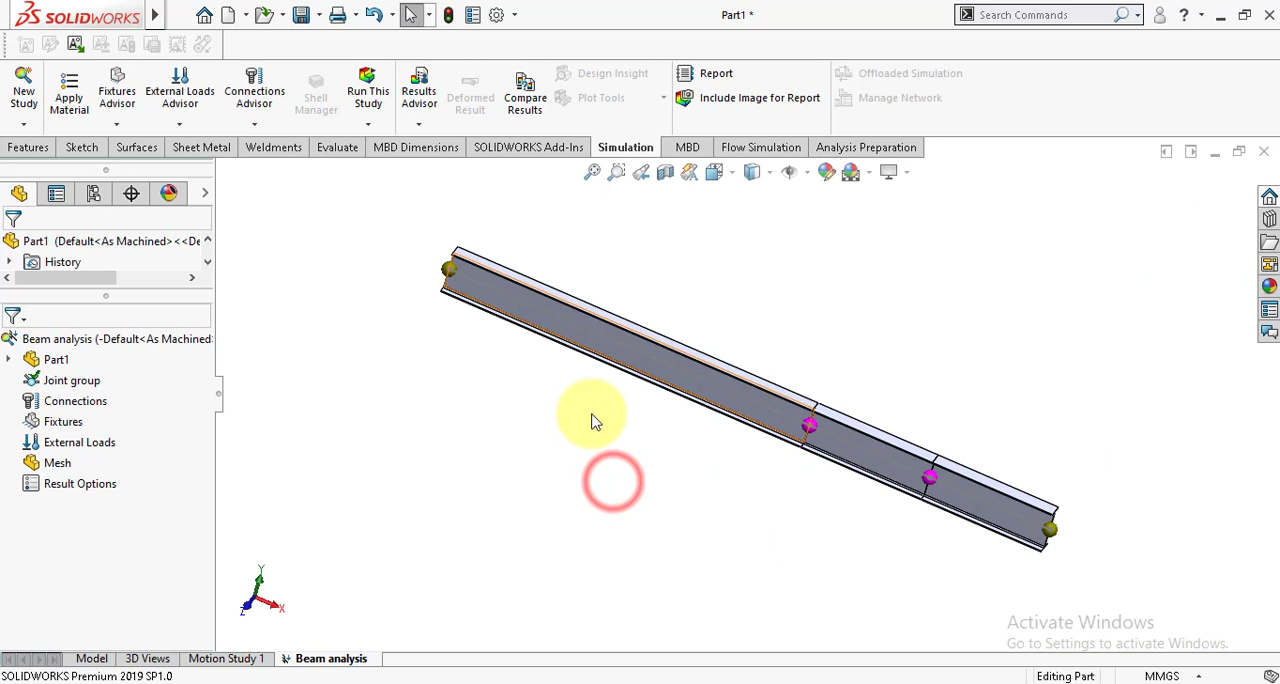 SOLIDWORKS
Part1 *
Search Commands
New Study
Apply Material
Fixtures Advisor
External Loads Advisor
Connections Advisor
Shell Manager
Run This Study
Results Advisor
Deformed Result
Compare Results
Design Insight
Plot Tools
Report
Include Image for Report
Offloaded Simulation
Manage Network
Features Sketch Surfaces Sheet Metal Weldments Evaluate MBD Dimensions SOLIDWORKS Add-Ins Simulation MBD Flow Simulation Analysis Preparation
Part1 (Default<As Machined><<De
History
Beam analysis (-Default<As Machined
Part1
Joint group
Connections
Fixtures
External Loads
Mesh
Result Options
Y
Z X
Activate Windows
Go to Settings to activate Windows.
Model 3D Views Motion Study 1 Beam analysis
SOLIDWORKS Premium 2019 SP1.0 Editing Part MMGS